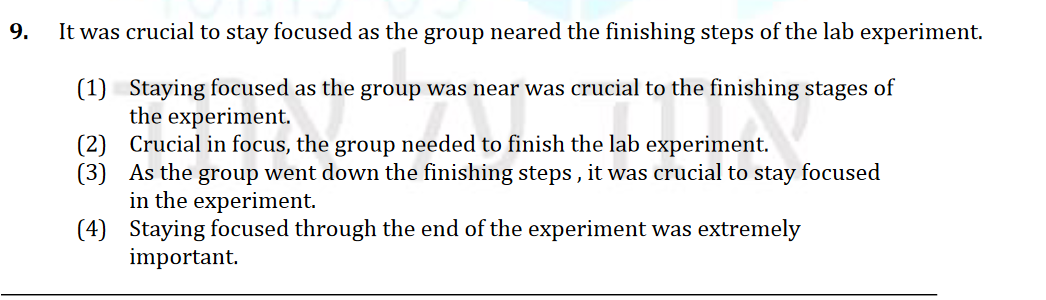 9. It was crucial to stay focused as the group neared the finishing steps of the lab experiment.
(1) Staying focused as the group was near was crucial to the finishing stages of
the experiment.
(2) Crucial in focus, the group needed to finish the lab experiment.
(3) As the group went down the finishing steps , it was crucial to stay focused
in the experiment.
(4) Staying focused through the end of the experiment was extremely
important.
אחד על אחד